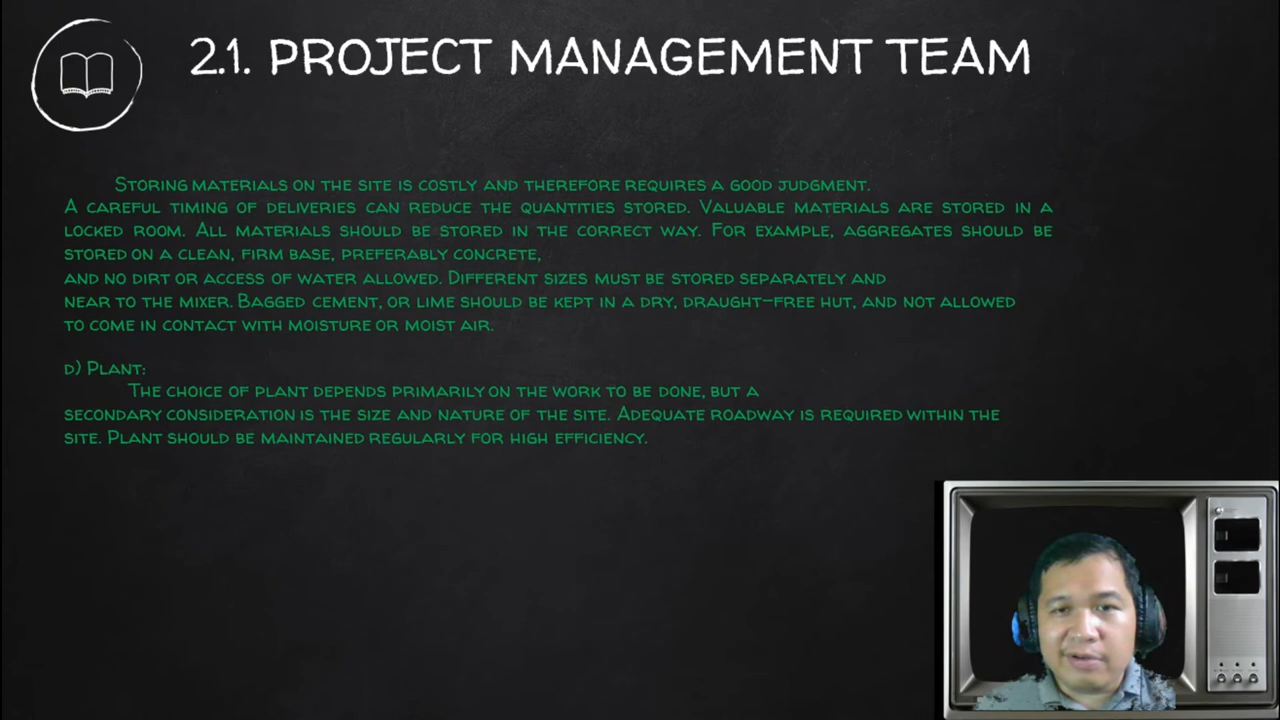 2.1. PROJECT MANAGEMENT TEAM
STORING MATERIALS ON THE SITE IS COSTLY AND THEREFORE REQUIRES A GOOD JUDGMENT.
A CAREFUL TIMING OF DELIVERIES CAN REDUCE THE QUANTITIES STORED. VALUABLE MATERIALS ARE STORED IN A
LOCKED ROOM. ALL MATERIALS SHOULD BE STORED IN THE CORRECT WAY. FOR EXAMPLE, AGGREGATES SHOULD BE
STORED ON A CLEAN, FIRM BASE, PREFERABLY CONCRETE,
AND NO DIRT OR ACCESS OF WATER ALLOWED. DIFFERENT SIZES MUST BE STORED SEPARATELY AND
NEAR TO THE MIXER. BAGGED CEMENT, OR LIME SHOULD BE KEPT IN A DRY, DRAUGHT-FREE HUT, AND NOT ALLOWED
TO COME IN CONTACT WITH MOISTURE OR MOIST AIR.
D) PLANT:
THE CHOICE OF PLANT DEPENDS PRIMARILY ON THE WORK TO BE DONE, BUT A
SECONDARY CONSIDERATION IS THE SIZE AND NATURE OF THE SITE. ADEQUATE ROADWAY IS REQUIRED WITHIN THE
SITE. PLANT SHOULD BE MAINTAINED REGULARLY FOR HIGH EFFICIENCY.